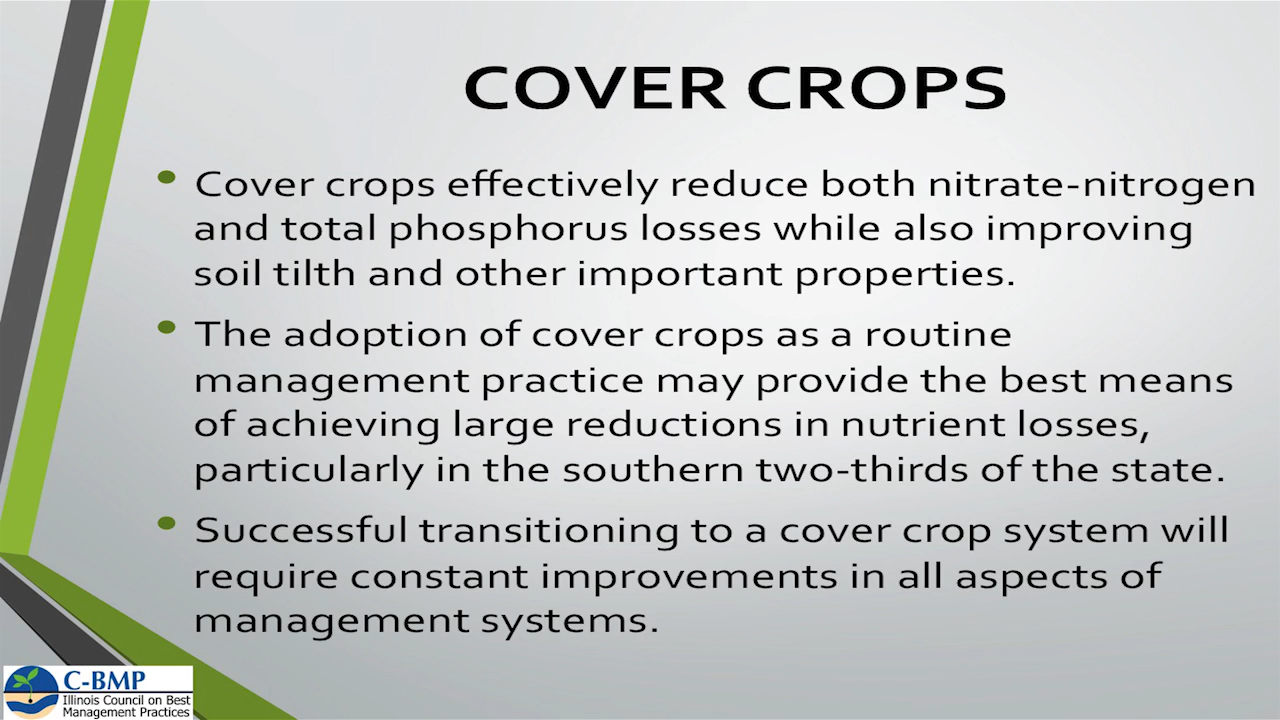 COVER CROPS
• Cover crops effectively reduce both nitrate-nitrogen
and total phosphorus losses while also improving
soil tilth and other important properties.
• The adoption of cover crops as a routine
management practice may provide the best means
of achieving large reductions in nutrient losses,
particularly in the southern two-thirds of the state.
• Successful transitioning to a cover crop system will
require constant improvements in all aspects of
management systems.
C-BMP
Illinois Council on Best
Management Practices